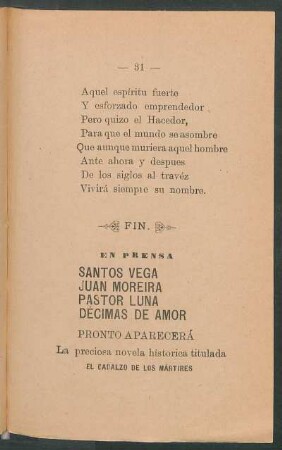 — 31 —
Aquel espíritu fuerte
Y esforzado emprendedor
Pero quizo el Hacedor,
Para que el mundo se asombre
Que aunque muriera aquel hombre
Ante ahora y despues
De los siglos al travéz
Vivirá siempre su nombre.
FIN.
EN PRENSA
SANTOS VEGA
JUAN MOREIRA
PASTOR LUNA
DÉCIMAS DE AMOR
PRONTO APARECERÁ
La preciosa novela histórica titulada
EL CADALZO DE LOS MÁRTIRES